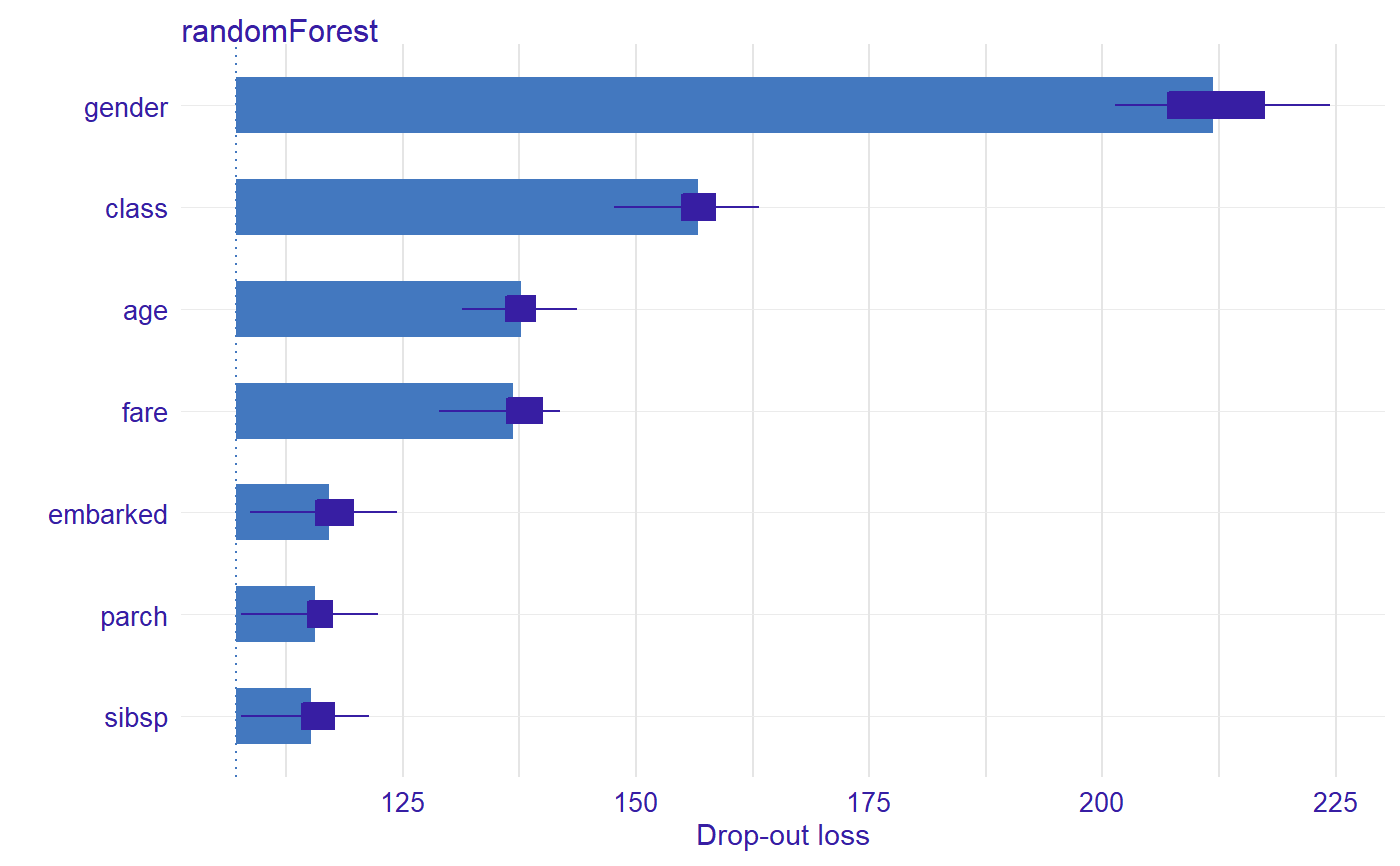 randomForest
gender
class
age
fare
embarked
parch
sibsp
125 150 175 200 225
Drop-out loss